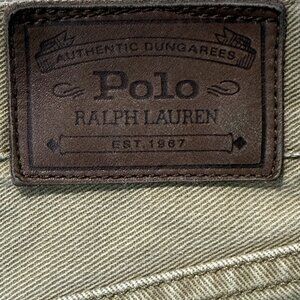 AUTHENTIC DUNGAREES
Polo
RALPH LAUREN
EST. 1967